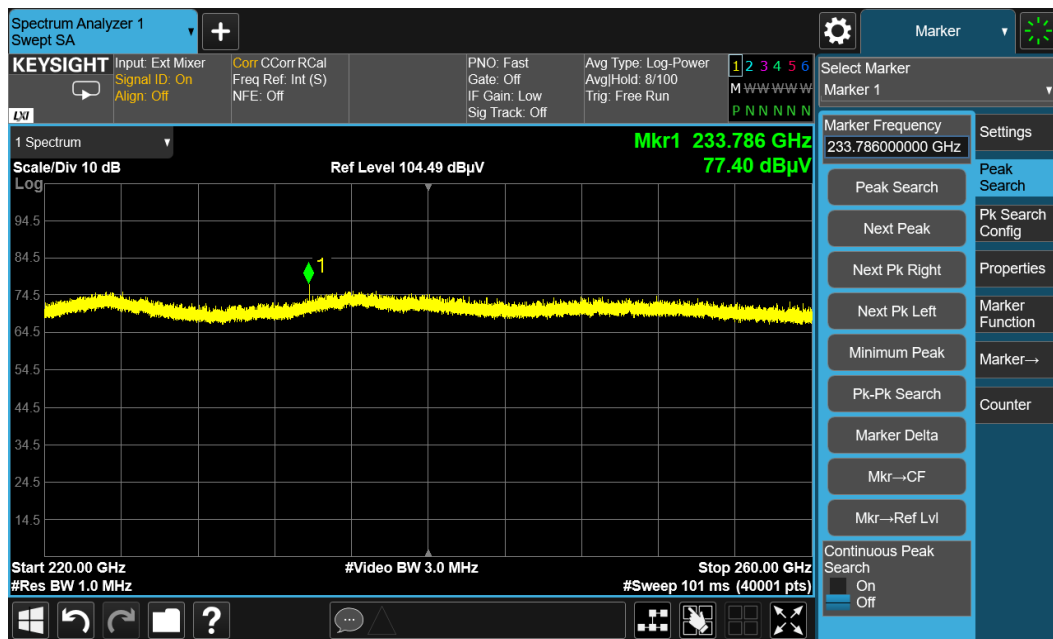 Spectrum Analyzer 1
Swept SA
Marker
KEYSIGHT
LXI
Input: Ext Mixer
Signal ID: On
Align: Off
Corr CCorr RCal
Freq Ref: Int (S)
NFE: Off
PNO: Fast
Gate: Off
IF Gain: Low
Sig Track: Off
Avg Type: Log-Power
Avg|Hold: 8/100
Trig: Free Run
1 2 3 4 5 6
M W W W W W
P N N N N N
Select Marker
Marker 1
1 Spectrum
Mkr1 233.786 GHz
77.40 dBµV
Scale/Div 10 dB
Ref Level 104.49 dBµV
Log
94.5
84.5
74.5
64.5
54.5
44.5
34.5
24.5
14.5
1
Start 220.00 GHz
#Video BW 3.0 MHz
Stop 260.00 GHz
#Res BW 1.0 MHz
#Sweep 101 ms (40001 pts)
Marker Frequency
233.786000000 GHz
Peak Search
Next Peak
Next Pk Right
Next Pk Left
Minimum Peak
Pk-Pk Search
Marker Delta
Mkr→CF
Mkr→Ref Lvl
Continuous Peak
Search
On
Off
Settings
Peak
Search
Pk Search
Config
Properties
Marker
Function
Marker→
Counter